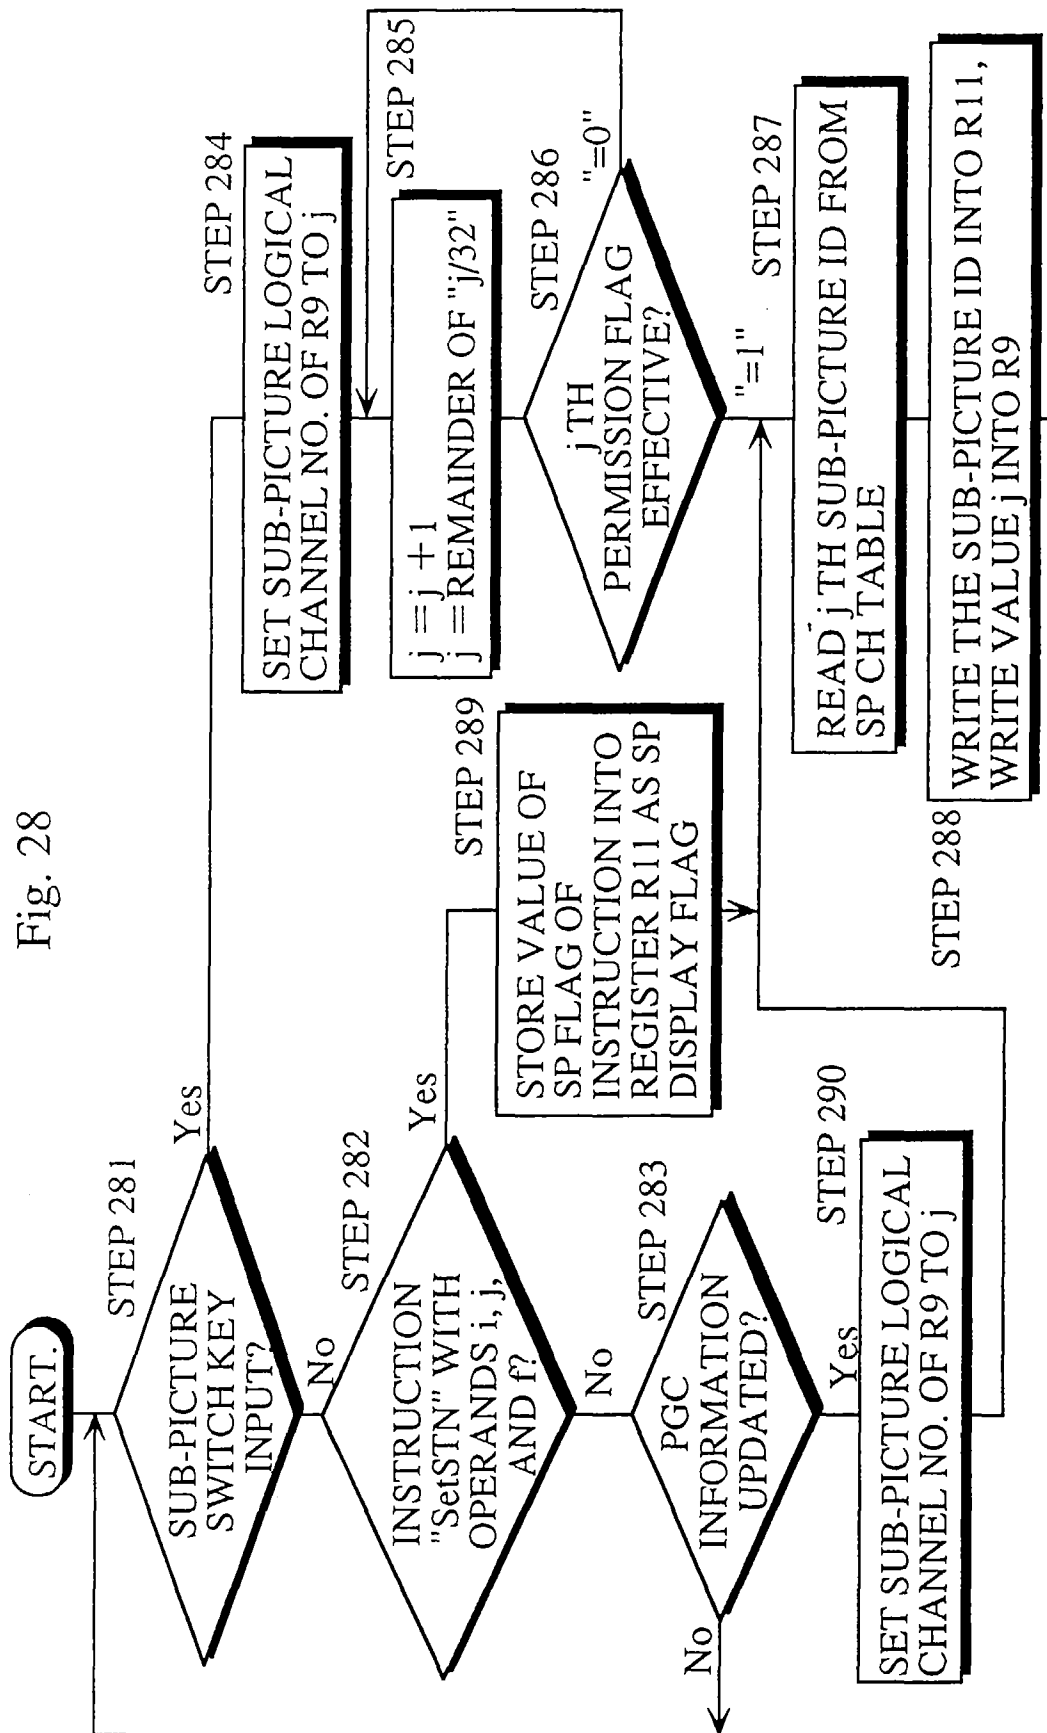 Fig. 28
START.
STEP 281
SUB-PICTURE
SWITCH KEY
INPUT?
Yes
No
STEP 282
INSTRUCTION
"SetSTN" WITH
OPERANDS i, j,
AND f?
Yes
No
STEP 283
PGC
INFORMATION
UPDATED?
No
Yes
STEP 290
SET SUB-PICTURE LOGICAL
CHANNEL NO. OF R9 TO j
STEP 289
STORE VALUE OF
SP FLAG OF
INSTRUCTION INTO
REGISTER R11 AS SP
DISPLAY FLAG
STEP 284
SET SUB-PICTURE LOGICAL
CHANNEL NO. OF R9 TO j
STEP 285
j =j +1
j =REMAINDER OF "j/32"
STEP 286
j TH
PERMISSION FLAG
EFFECTIVE?
"=0"
"=1"
STEP 287
READ j TH SUB-PICTURE ID FROM
SP CH TABLE
STEP 288
WRITE THE SUB-PICTURE ID INTO R11,
WRITE VALUE j INTO R9